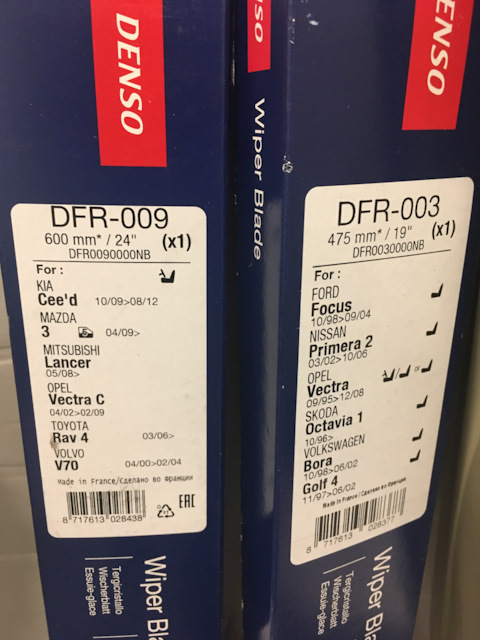 DENSO
DFR-009
600 mm* / 24" (x1)
DFR0090000NB
For :
KIA
Cee'd 10/09>08/12
MAZDA
3 04/09>
MITSUBISHI
Lancer
05/08>
OPEL
Vectra C
04/02>02/09
TOYOTA
Rav 4 03/06>
VOLVO
V70 04/00>02/04
Made in France/Сделано во Франции
8 717613 028438
EAC
Wiper Bla
Tergicristallo
Wischerblatt
Essuie-glace
NSO
Wiper Blade
DENSO
DFR-003
475 mm* / 19" (x1)
DFR0030000NB
For :
FORD
Focus
10/98>09/04
NISSAN
Primera 2
03/02>10/06
OPEL
Vectra / or
09/95>12/08
SKODA
Octavia 1
10/96>
VOLKSWAGEN
Bora
10/98>06/02
Golf 4
11/97>06/02
Made in France/Сделано во Франции
8 717613 028377
Wiper B
Tergicristallo
Wischerblatt
Essuie-glace